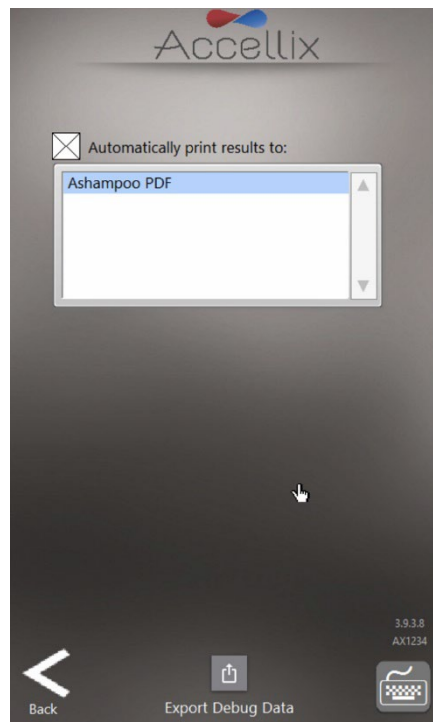 Accellix
Automatically print results to:
Ashampoo PDF
3.9.3.8
AX1234
Back
Export Debug Data